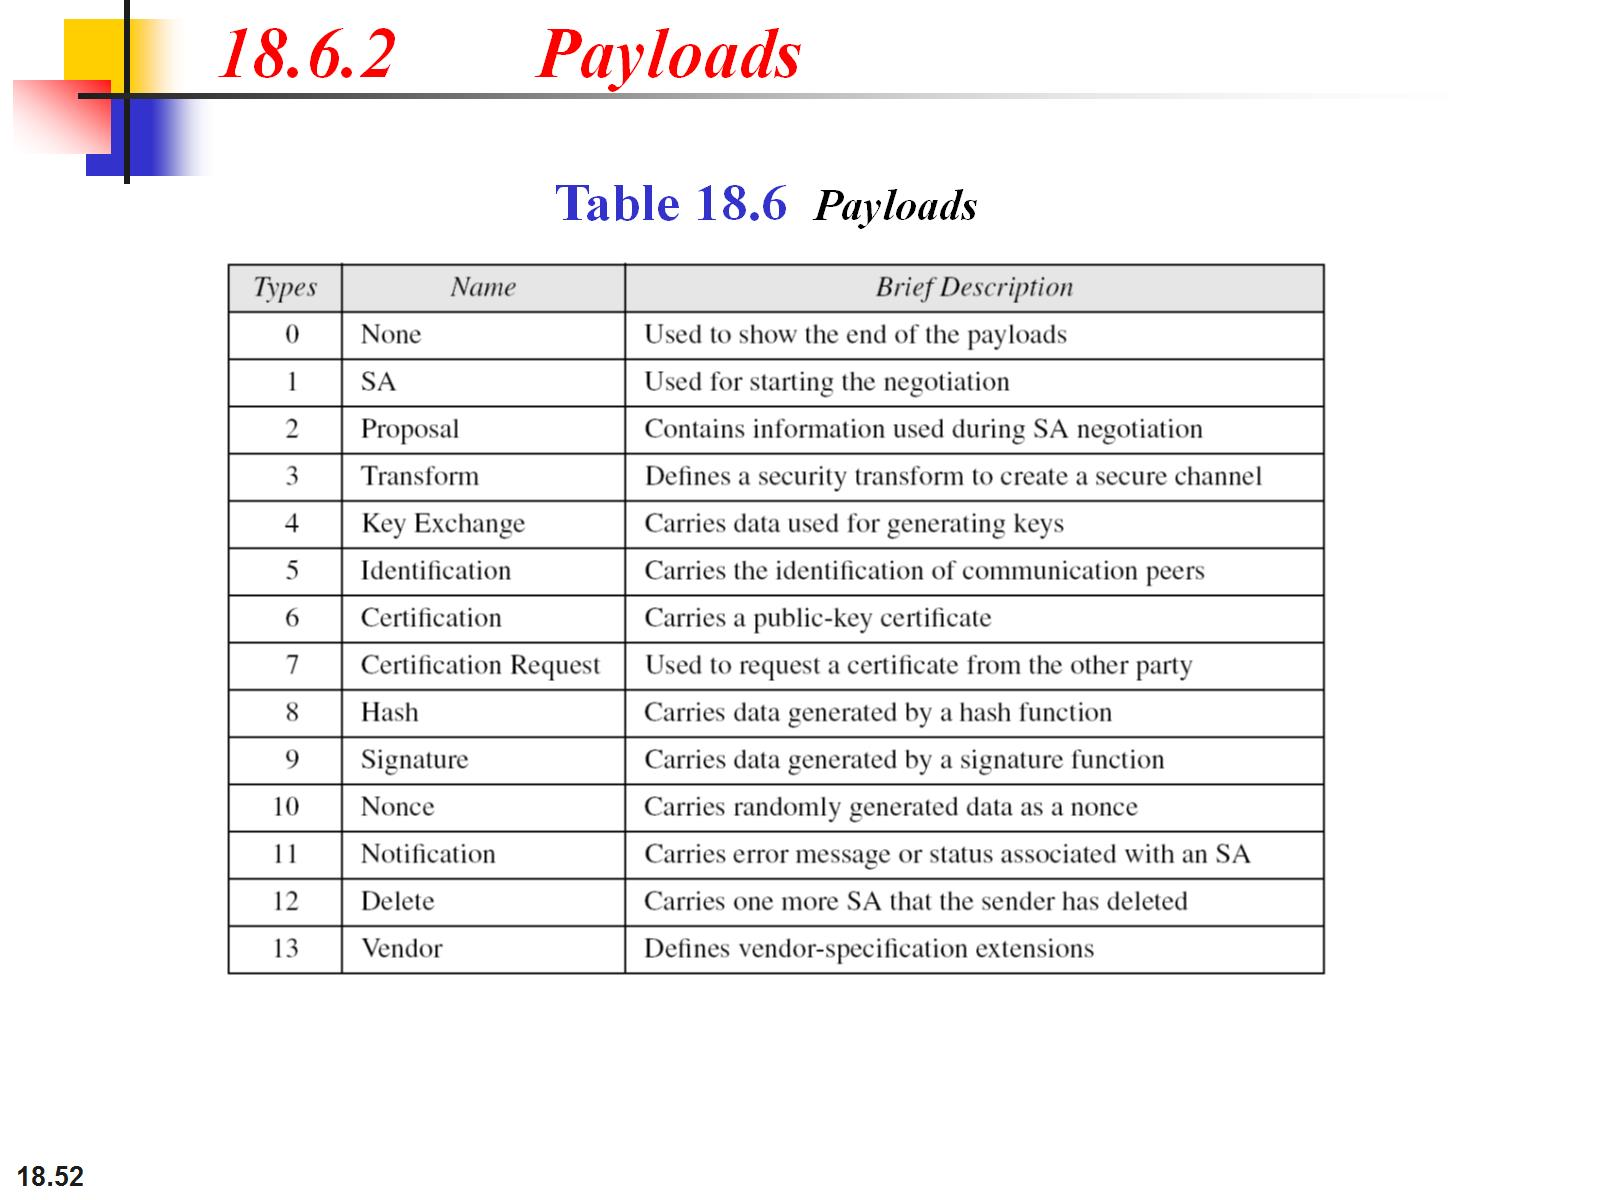 18.6.2 Payloads
Table 18.6 Payloads
Types Name Brief Description
0 None Used to show the end of the payloads
1 SA Used for starting the negotiation
2 Proposal Contains information used during SA negotiation
3 Transform Defines a security transform to create a secure channel
4 Key Exchange Carries data used for generating keys
5 Identification Carries the identification of communication peers
6 Certification Carries a public-key certificate
7 Certification Request Used to request a certificate from the other party
8 Hash Carries data generated by a hash function
9 Signature Carries data generated by a signature function
10 Nonce Carries randomly generated data as a nonce
11 Notification Carries error message or status associated with an SA
12 Delete Carries one more SA that the sender has deleted
13 Vendor Defines vendor-specification extensions
18.52